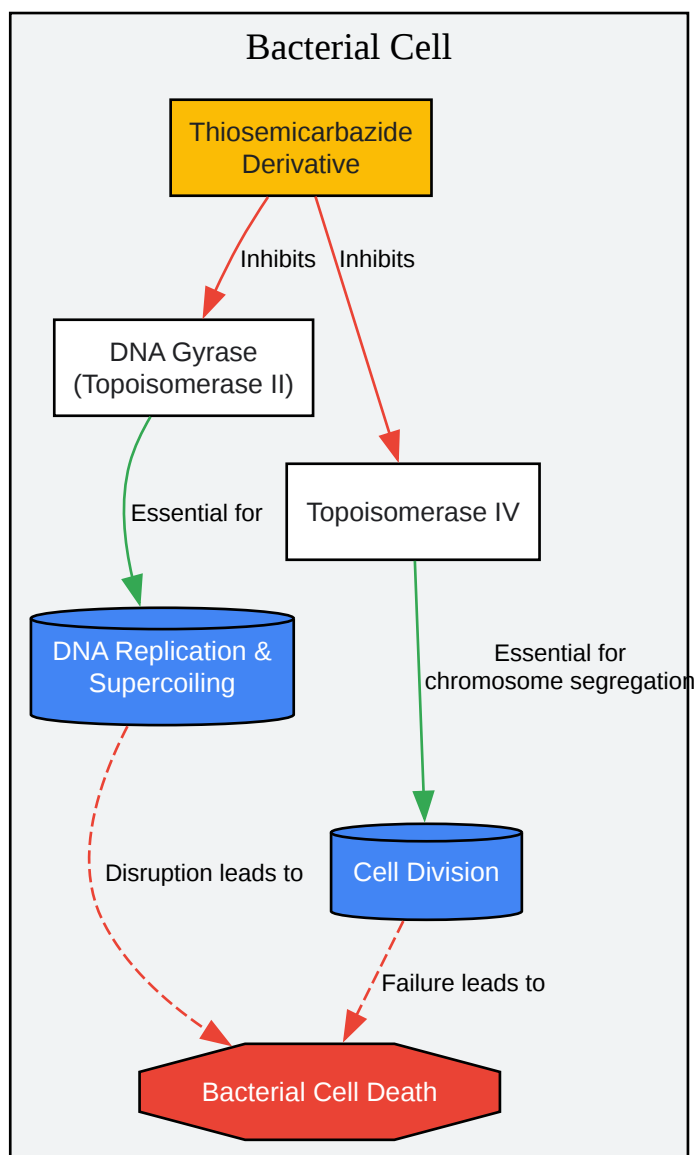 Bacterial Cell
Thiosemicarbazide
Derivative
Inhibits
Inhibits
DNA Gyrase
(Topoisomerase II)
Topoisomerase IV
Essential for
DNA Replication &
Supercoiling
Essential for
chromosome segregation
Disruption leads to
Cell Division
Failure leads to
Bacterial Cell Death